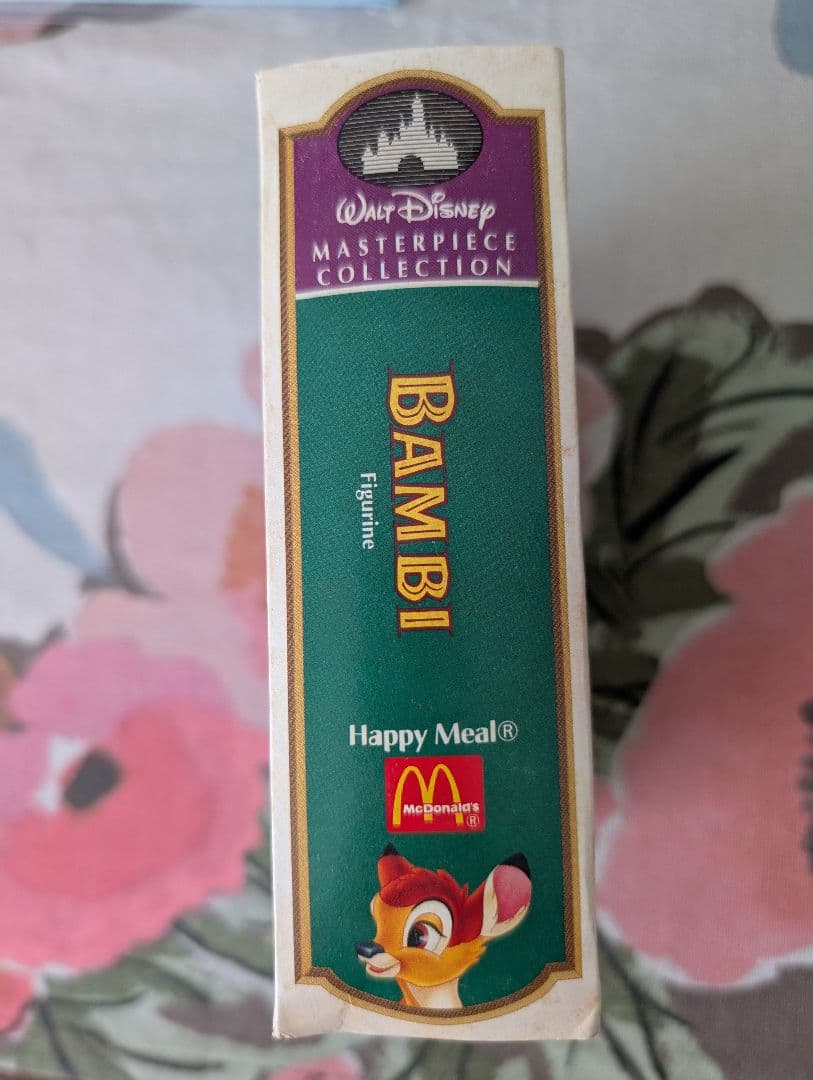 WALT DISNEY
MASTERPIECE
COLLECTION
BAMBI
Figurine
Happy Meal®
McDonald's
®